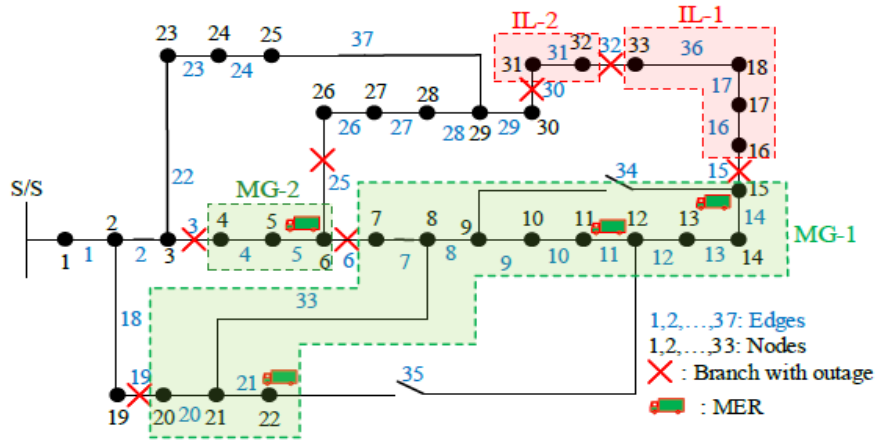 IL-2 IL-1
23 24 25 37 32 32 33 36
31 31 18
23 24 30 17
26 27 28 17
26 27 28 29 29 30 16
16
22 25 34 15
S/S MG-2 15
2 3 4 5 7 8 9 10 11 12 13 14
1 1 2 3 4 5 6 6 7 8 9 10 11 12 13 14 MG-1
33
18
1,2,…,37: Edges
19 21 35 1,2,…,33: Nodes
: Branch with outage
19 20 20 21 22 : MER